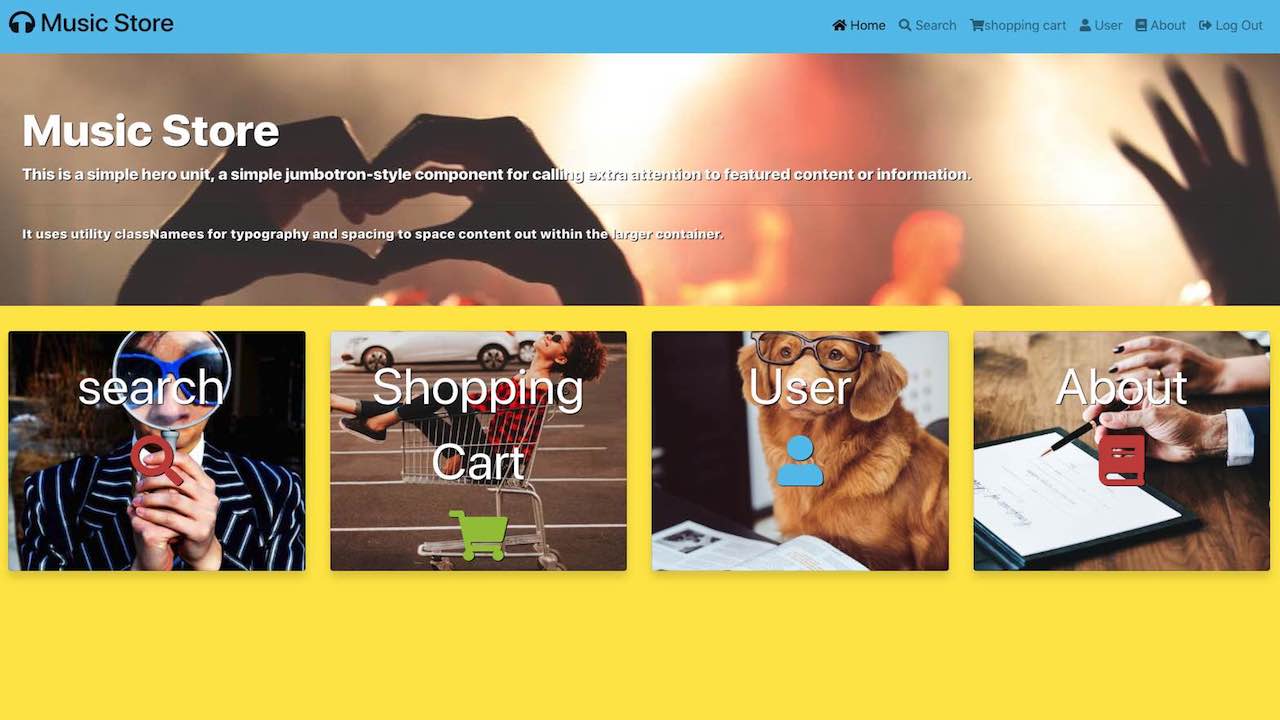 Music Store
Home Search shopping cart User About Log Out
Music Store
This is a simple hero unit, a simple jumbotron-style component for calling extra attention to featured content or information.
It uses utility classNamees for typography and spacing to space content out within the larger container.
search
Shopping
Cart
User
About